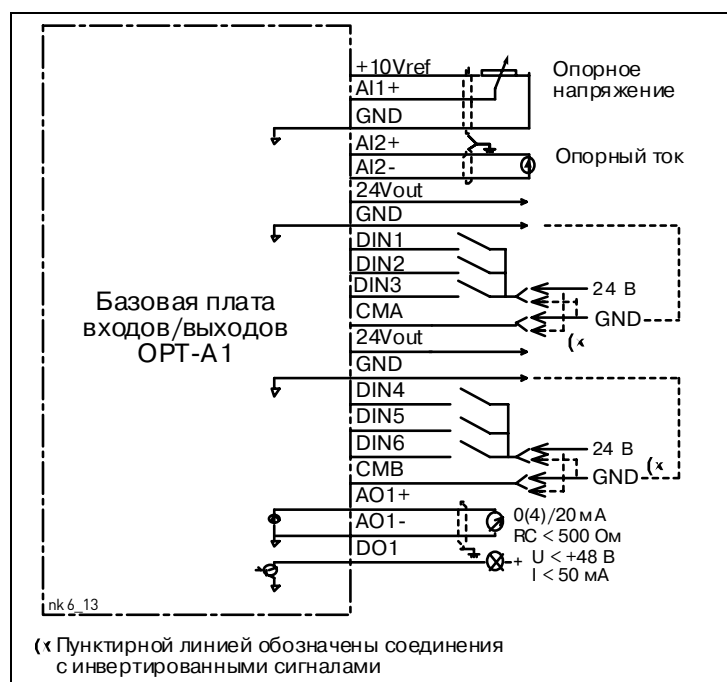 +10Vref
AI1+
GND
AI2+
AI2-
24Vout
GND
DIN1
DIN2
DIN3
CMA
24Vout
GND
DIN4
DIN5
DIN6
CMB
AO1+
AO1-
DO1
Опорное
напряжение
Опорный ток
24 В
GND
(x
24 В
GND
(x
0(4)/20 мА
RC < 500 Ом
+ U < +48 В
I < 50 мА
Базовая плата
входов/выходов
OPT-A1
nk6_13
(x Пунктирной линией обозначены соединения
с инвертированными сигналами